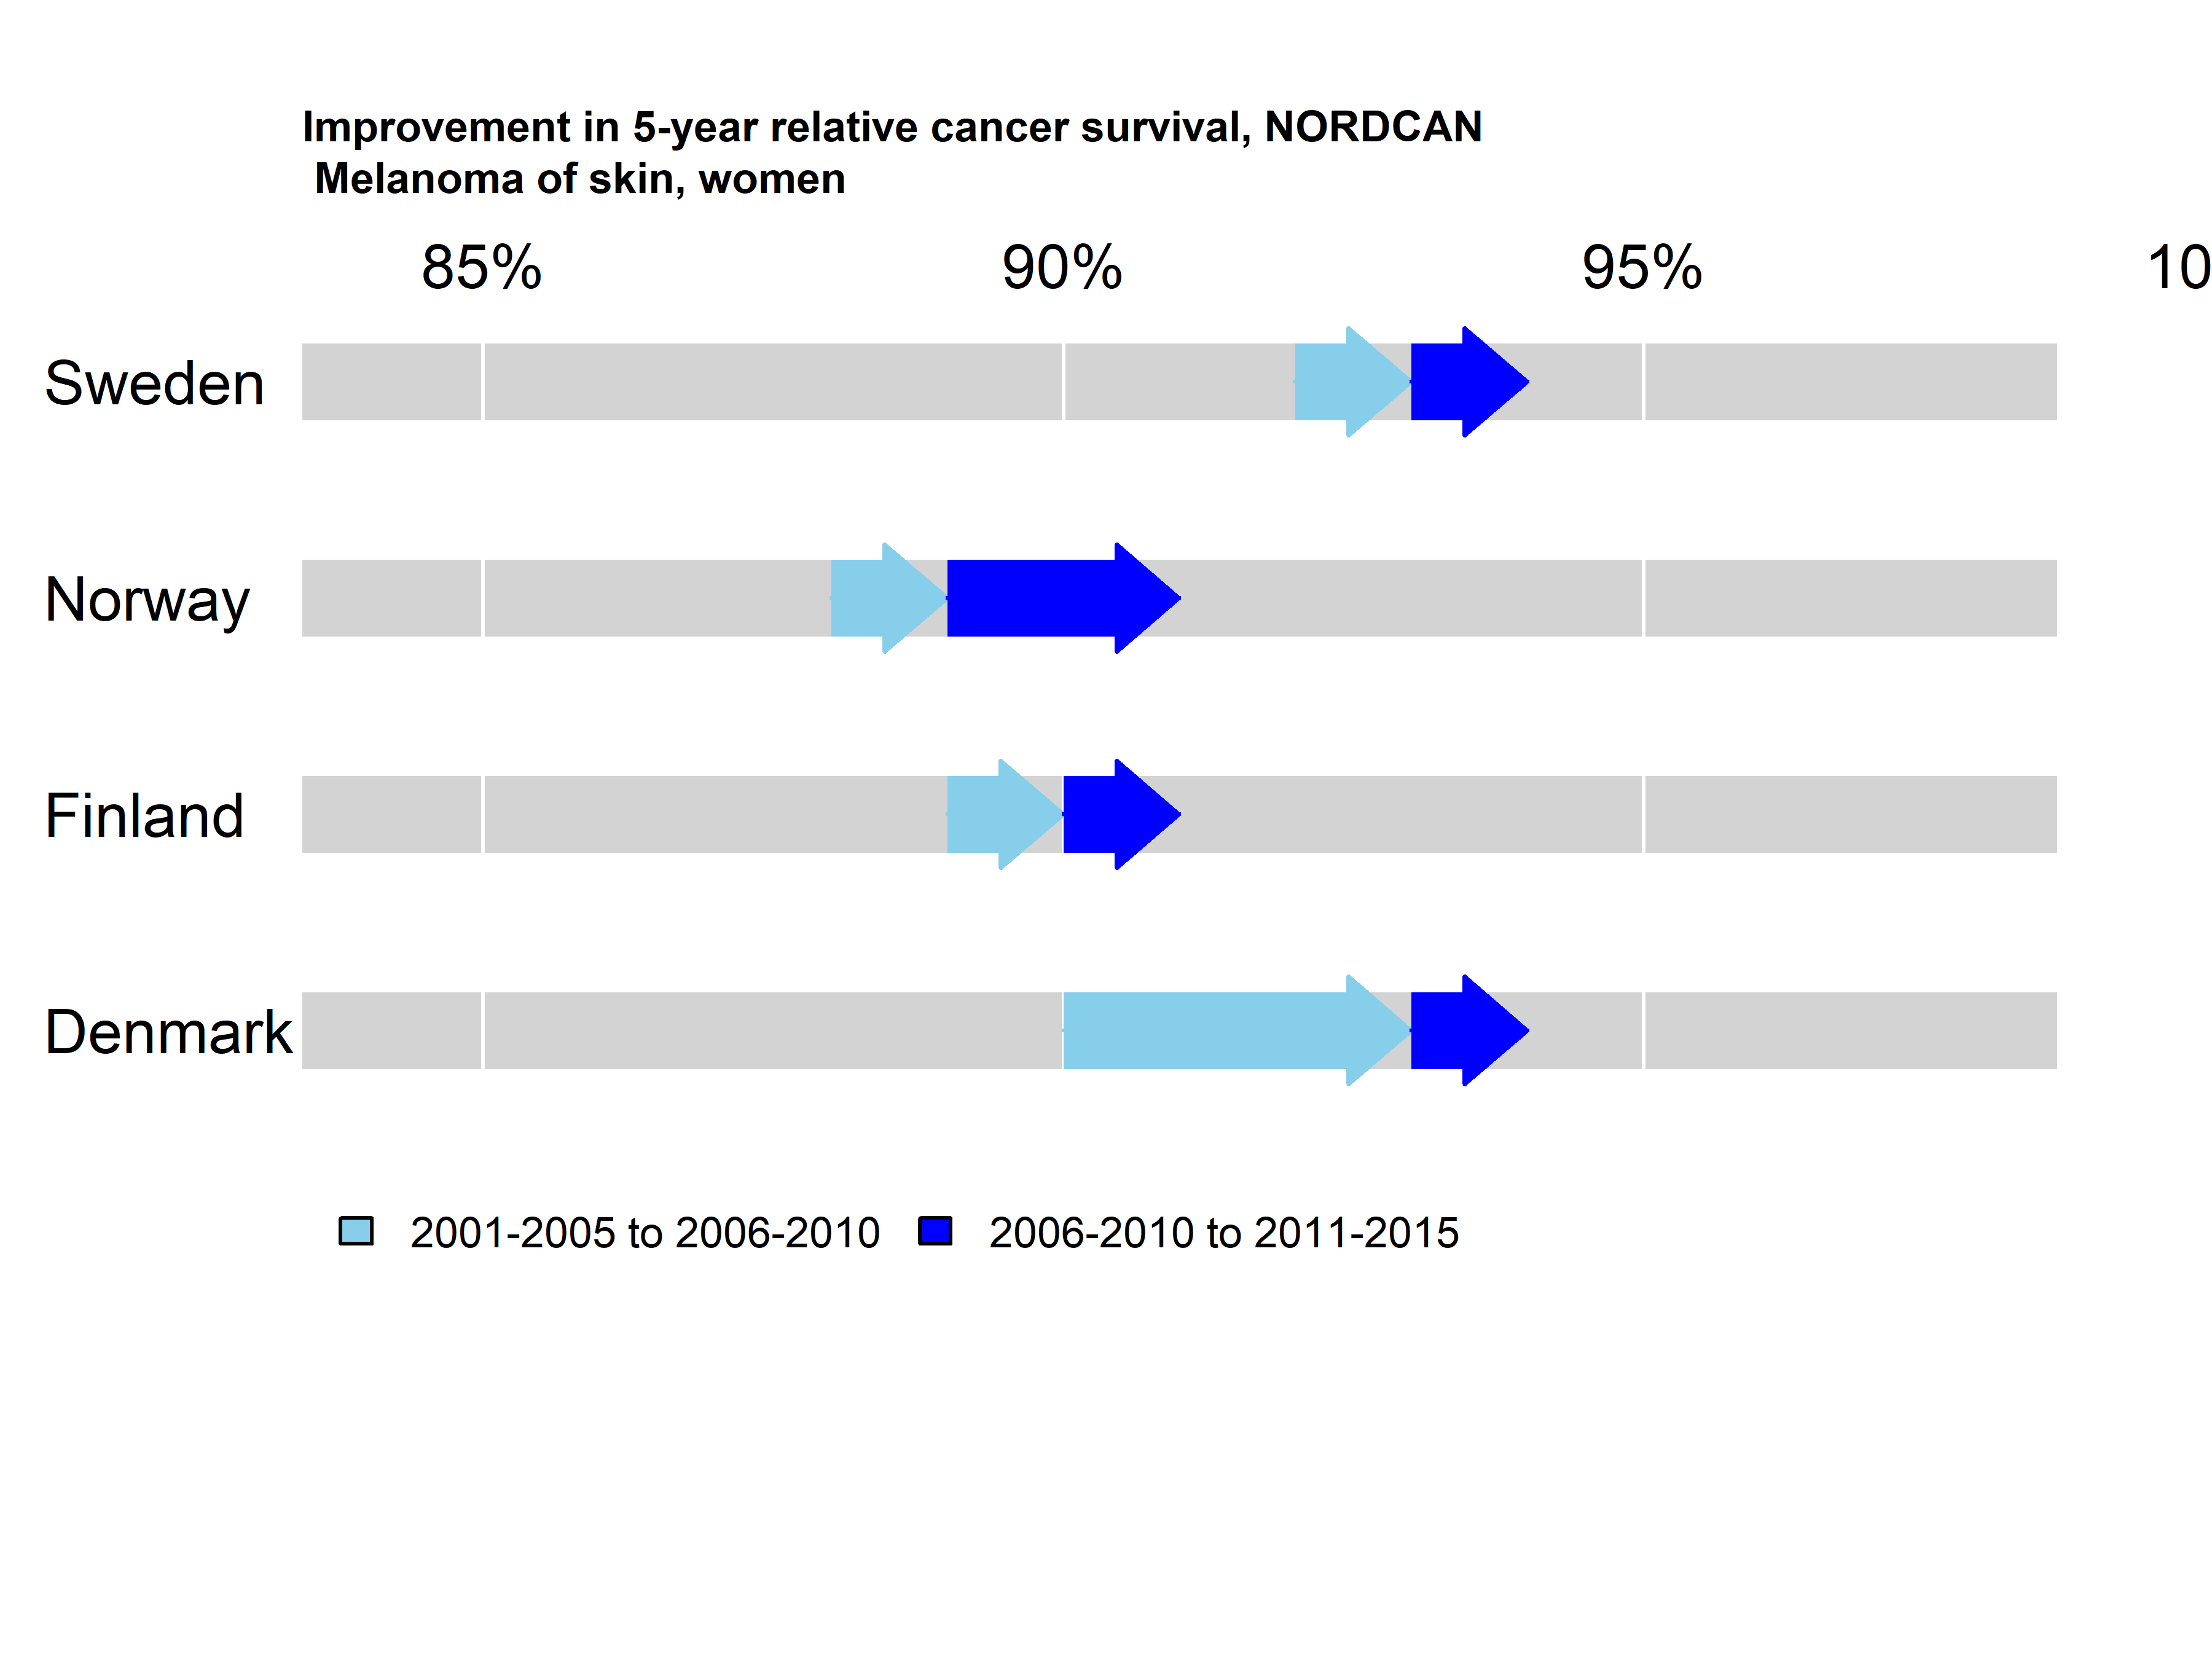 Improvement in 5-year relative cancer survival, NORDCAN
Melanoma of skin, women
85% 90% 95% 10
Sweden
Norway
Finland
Denmark
2001-2005 to 2006-2010 2006-2010 to 2011-2015